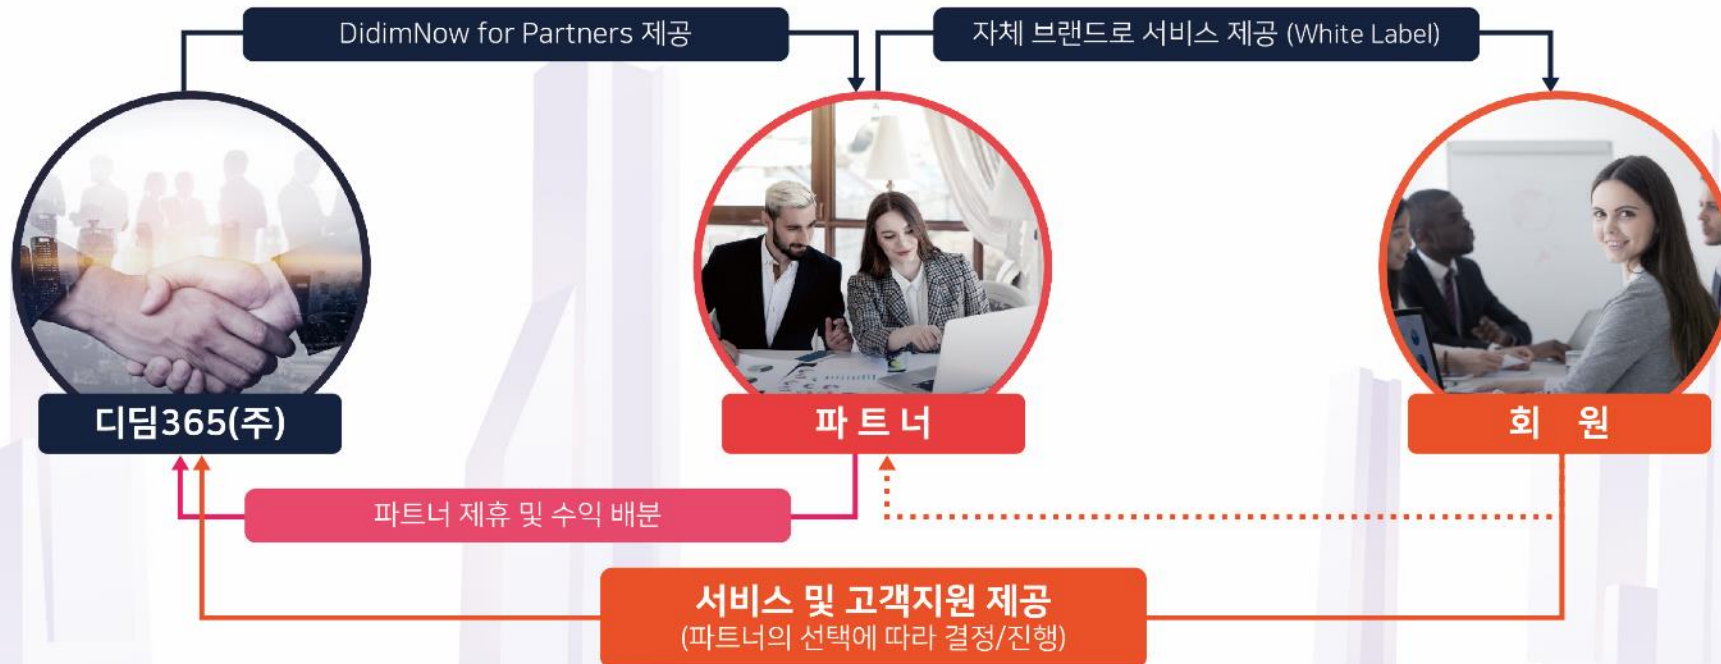 DidimNow for Partners 제공
자체 브랜드로 서비스 제공 (White Label)
디딤365(주)
파트너
회 원
파트너 제휴 및 수익 배분
서비스 및 고객지원 제공
(파트너의 선택에 따라 결정/진행)